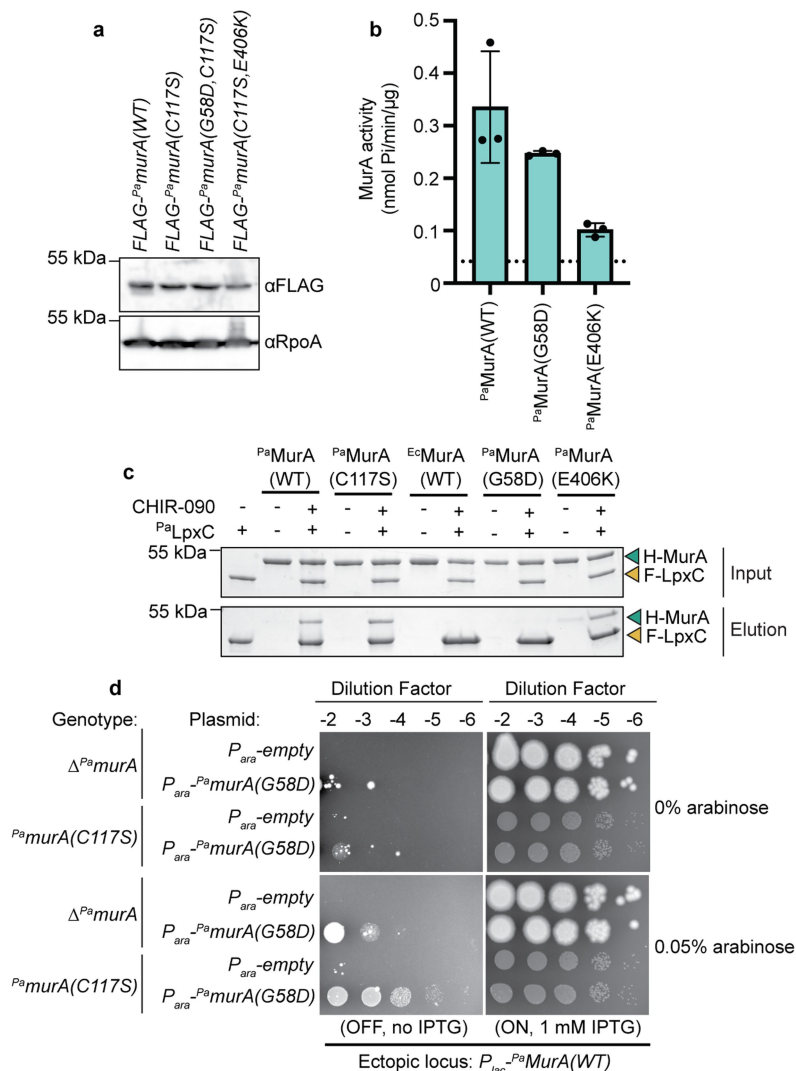 a
FLAG-PamurA(WT)
FLAG-PamurA(C117S)
FLAG-PamurA(G58D,C117S)
FLAG-PamurA(C117S,E406K)
55 kDa
αFLAG
55 kDa
αRpoA
b
MurA activity
(nmol Pi/min/µg)
0.5
0.4
0.3
0.2
0.1
0
PaMurA(WT)
PaMurA(G58D)
PaMurA(E406K)
c
PaMurA PaMurA EcMurA PaMurA PaMurA
(WT) (C117S) (WT) (G58D) (E406K)
CHIR-090 - - + - + - + - + - +
PaLpxC + - + - + - + - + - +
55 kDa
H-MurA
F-LpxC
Input
55 kDa
H-MurA
F-LpxC
Elution
d
Dilution Factor Dilution Factor
Genotype: Plasmid: -2 -3 -4 -5 -6 -2 -3 -4 -5 -6
ΔPamurA
Para-empty
Para-PamurA(G58D)
PamurA(C117S)
Para-empty
Para-PamurA(G58D)
0% arabinose
ΔPamurA
Para-empty
Para-PamurA(G58D)
PamurA(C117S)
Para-empty
Para-PamurA(G58D)
0.05% arabinose
(OFF, no IPTG) (ON, 1 mM IPTG)
Ectopic locus: Plac-PaMurA(WT)